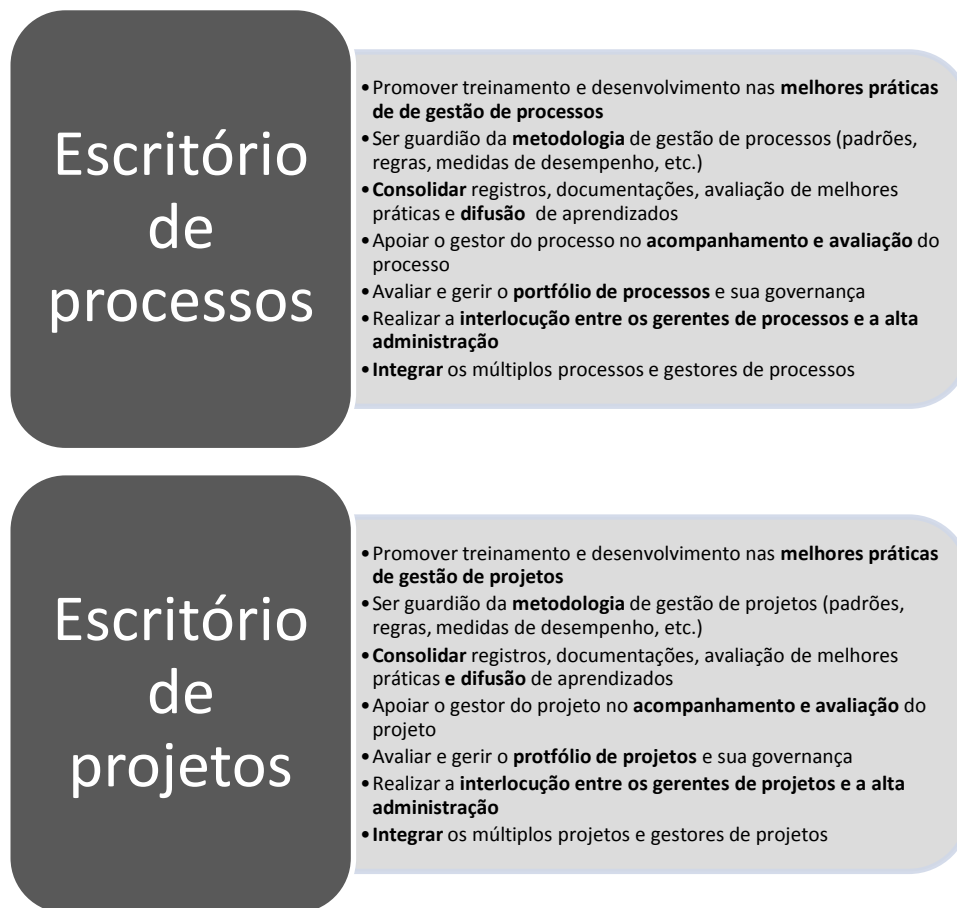 Escritório
de
processos
•Promover treinamento e desenvolvimento nas melhores práticas
de de gestão de processos
•Ser guardião da metodologia de gestão de processos (padrões,
regras, medidas de desempenho, etc.)
•Consolidar registros, documentações, avaliação de melhores
práticas e difusão de aprendizados
•Apoiar o gestor do processo no acompanhamento e avaliação do
processo
•Avaliar e gerir o portfólio de processos e sua governança
•Realizar a interlocução entre os gerentes de processos e a alta
administração
•Integrar os múltiplos processos e gestores de processos
Escritório
de
projetos
•Promover treinamento e desenvolvimento nas melhores práticas
de gestão de projetos
•Ser guardião da metodologia de gestão de projetos (padrões,
regras, medidas de desempenho, etc.)
•Consolidar registros, documentações, avaliação de melhores
práticas e difusão de aprendizados
•Apoiar o gestor do projeto no acompanhamento e avaliação do
projeto
•Avaliar e gerir o protfólio de projetos e sua governança
•Realizar a interlocução entre os gerentes de projetos e a alta
administração
•Integrar os múltiplos projetos e gestores de projetos